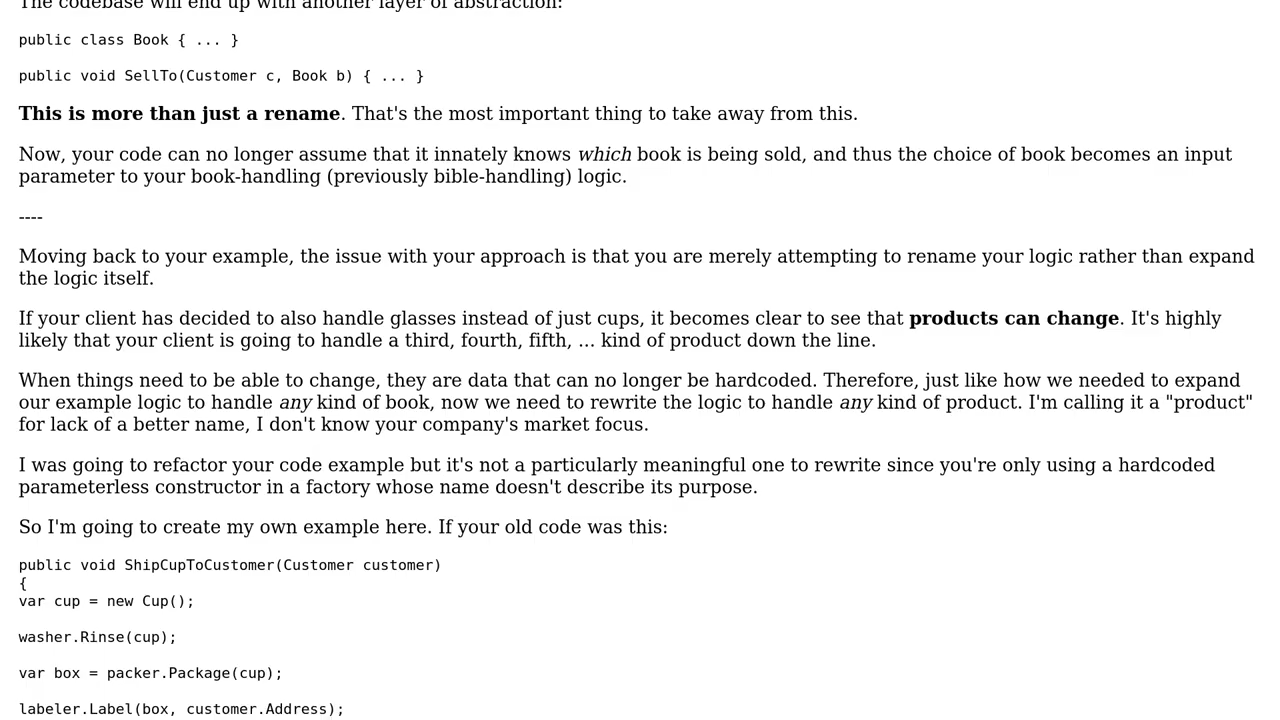 The codebase will end up with another layer of abstraction:
public class Book { ... }
public void SellTo(Customer c, Book b) { ... }
This is more than just a rename. That's the most important thing to take away from this.
Now, your code can no longer assume that it innately knows which book is being sold, and thus the choice of book becomes an input
parameter to your book-handling (previously bible-handling) logic.
----
Moving back to your example, the issue with your approach is that you are merely attempting to rename your logic rather than expand
the logic itself.
If your client has decided to also handle glasses instead of just cups, it becomes clear to see that products can change. It's highly
likely that your client is going to handle a third, fourth, fifth, ... kind of product down the line.
When things need to be able to change, they are data that can no longer be hardcoded. Therefore, just like how we needed to expand
our example logic to handle any kind of book, now we need to rewrite the logic to handle any kind of product. I'm calling it a "product"
for lack of a better name, I don't know your company's market focus.
I was going to refactor your code example but it's not a particularly meaningful one to rewrite since you're only using a hardcoded
parameterless constructor in a factory whose name doesn't describe its purpose.
So I'm going to create my own example here. If your old code was this:
public void ShipCupToCustomer(Customer customer)
{
var cup = new Cup();
washer.Rinse(cup);
var box = packer.Package(cup);
labeler.Label(box, customer.Address);